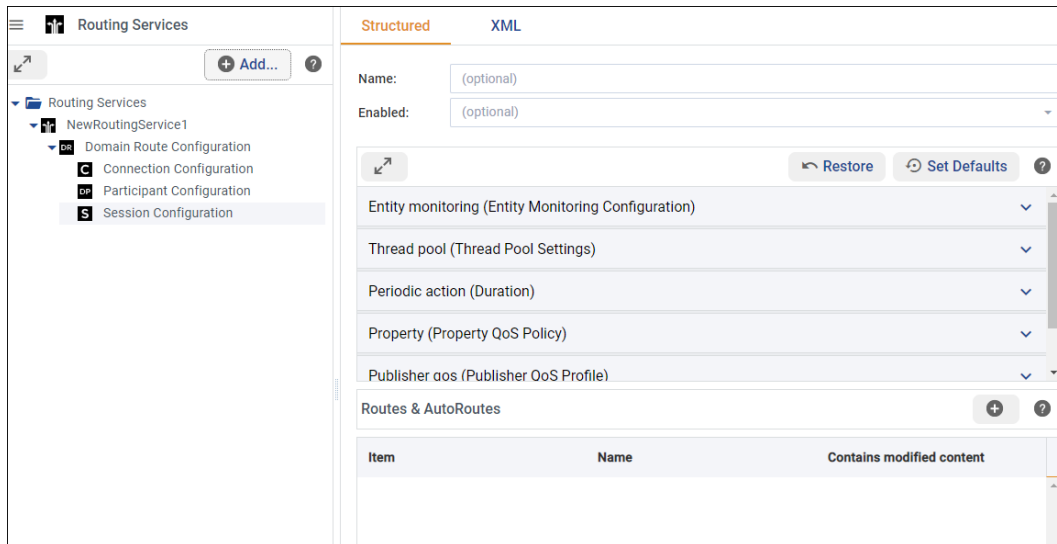 Routing Services
Structured XML
+ Add... ?
Name: (optional)
Enabled: (optional)
Routing Services
NewRoutingService1
DR Domain Route Configuration
C Connection Configuration
DP Participant Configuration
S Session Configuration
Restore Set Defaults ?
Entity monitoring (Entity Monitoring Configuration)
Thread pool (Thread Pool Settings)
Periodic action (Duration)
Property (Property QoS Policy)
Publisher qos (Publisher QoS Profile)
Routes & AutoRoutes + ?
Item Name Contains modified content